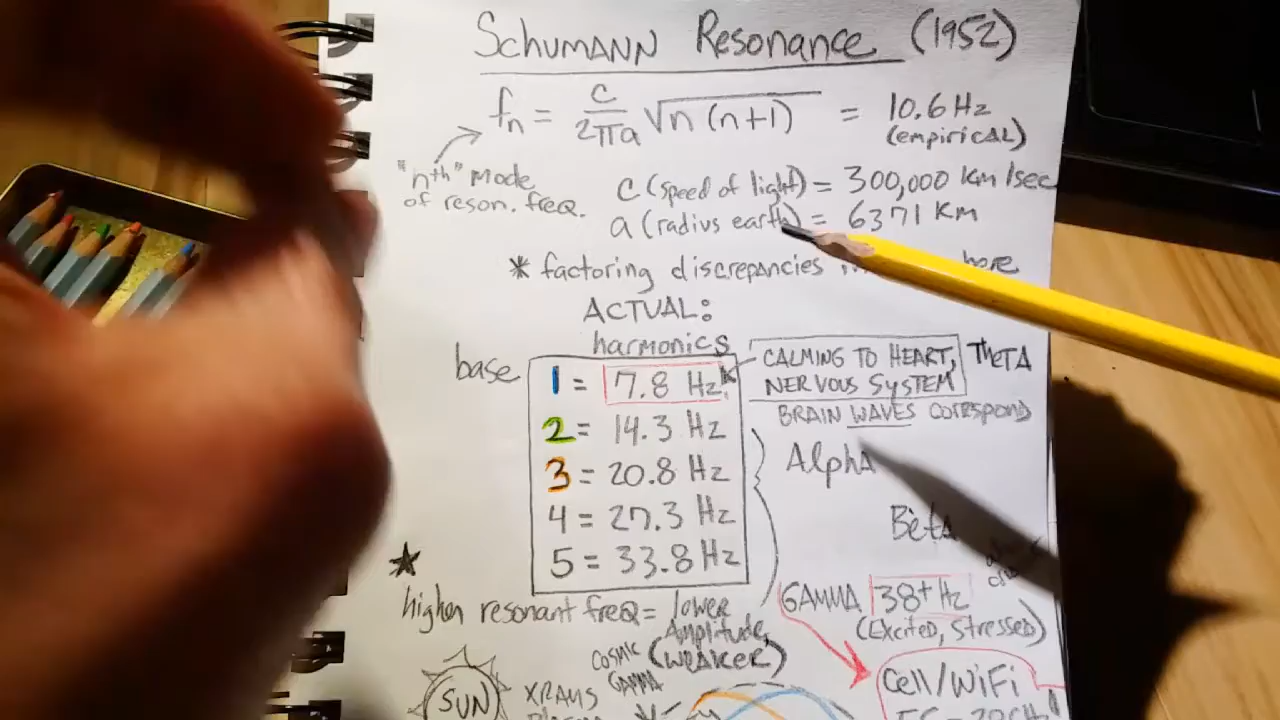 Schumann Resonance (1952)
fn = c/2πa √n(n+1) = 10.6 Hz
(empirical)
"nth" mode
of reson. freq.
c (speed of light) = 300,000 km/sec
a (radius earth) = 6371 km
* factoring discrepancies
ACTUAL:
harmonics
base
1 = 7.8 Hz
2 = 14.3 Hz
3 = 20.8 Hz
4 = 27.3 Hz
5 = 33.8 Hz
CALMING TO HEART,
NERVOUS SYSTEM
THETA
BRAIN WAVES CORRESPOND
Alpha
Beta
GAMMA 38+ Hz
(Excited, Stressed)
★
higher resonant freq = lower
Amplitude,
(weaker)
Cell/WiFi
SUN
XRAYS
COSMIC
GAMMA